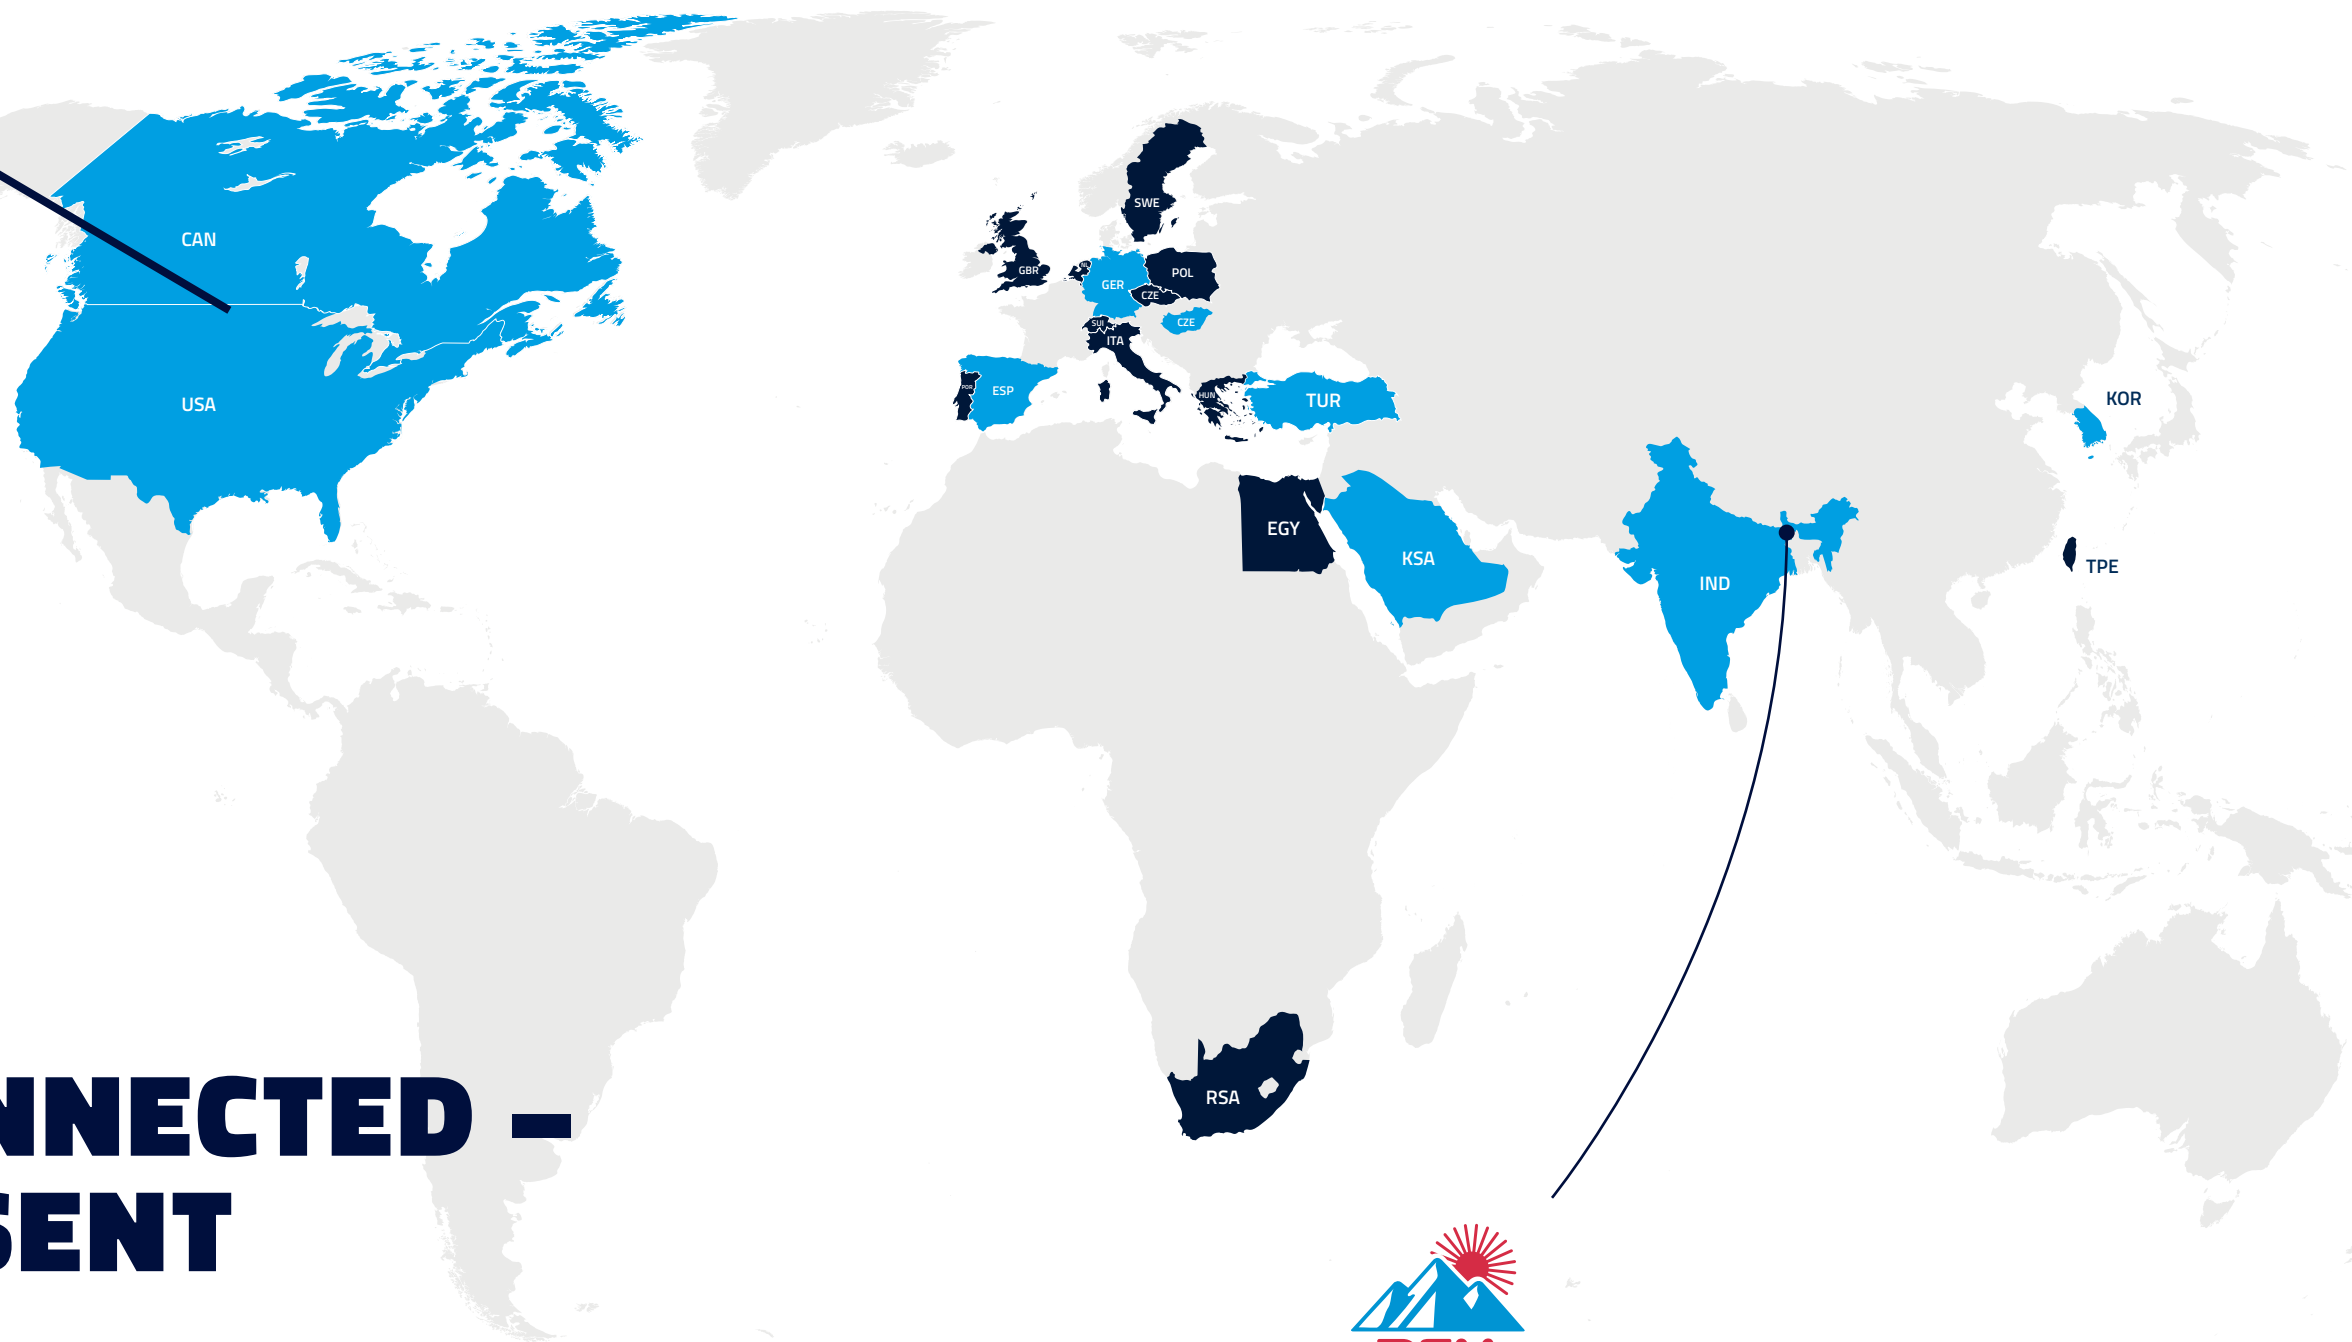 CAN
USA
SWE
GBR
NL
GER
POL
CZE
CZE
SUI
ITA
POR
ESP
HUN
TUR
KOR
EGY
KSA
IND
TPE
RSA
NNECTED –
SENT